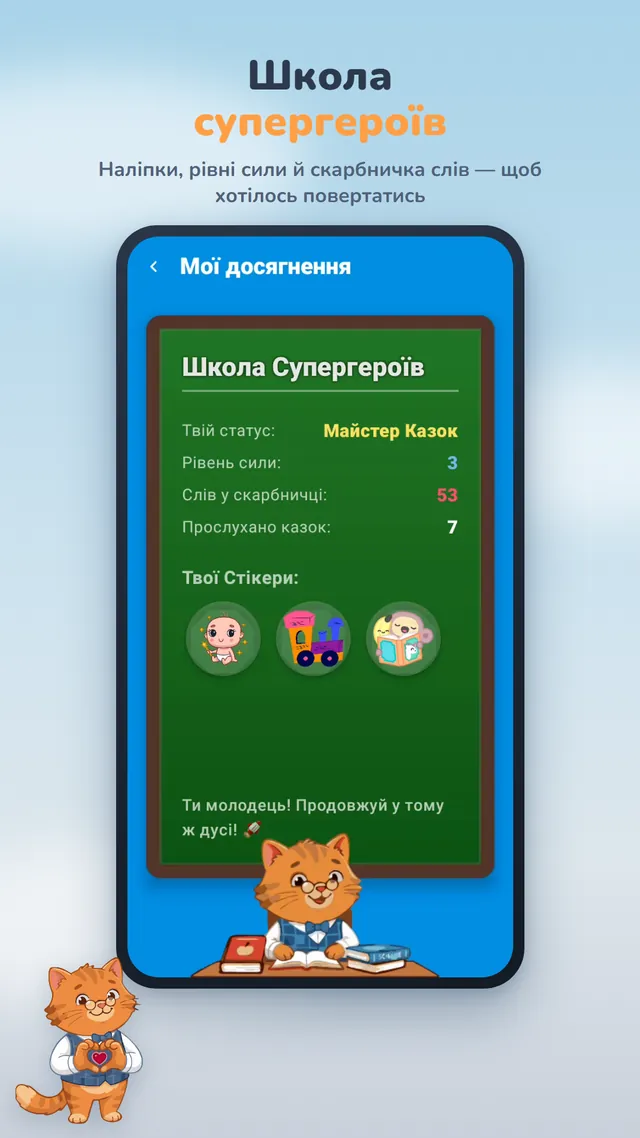 Школа
супергероїв
Наліпки, рівні сили й скарбничка слів — щоб
хотілось повертатись
Мої досягнення
Школа Супергероїв
Твій статус: Майстер Казок
Рівень сили: 3
Слів у скарбничці: 53
Прослухано казок: 7
Твої Стікери:
Ти молодець! Продовжуй у тому
ж дусі! 🚀